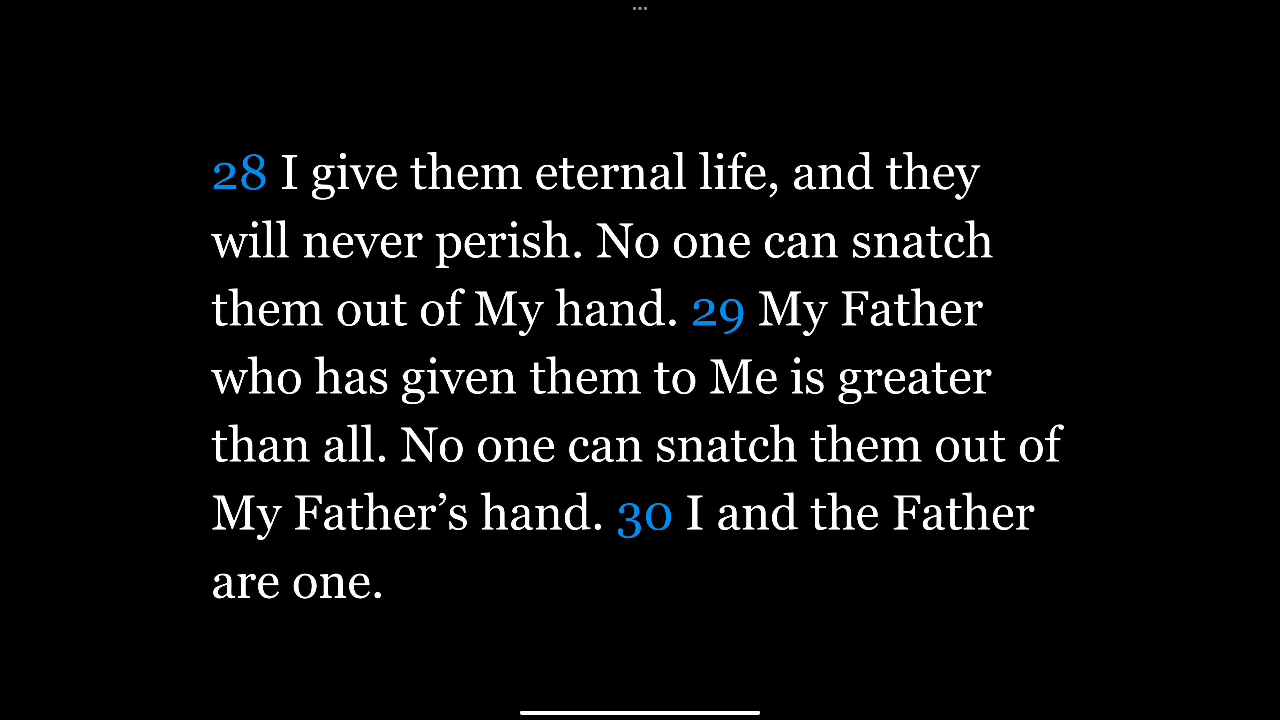 28 I give them eternal life, and they
will never perish. No one can snatch
them out of My hand. 29 My Father
who has given them to Me is greater
than all. No one can snatch them out of
My Father’s hand. 30 I and the Father
are one.